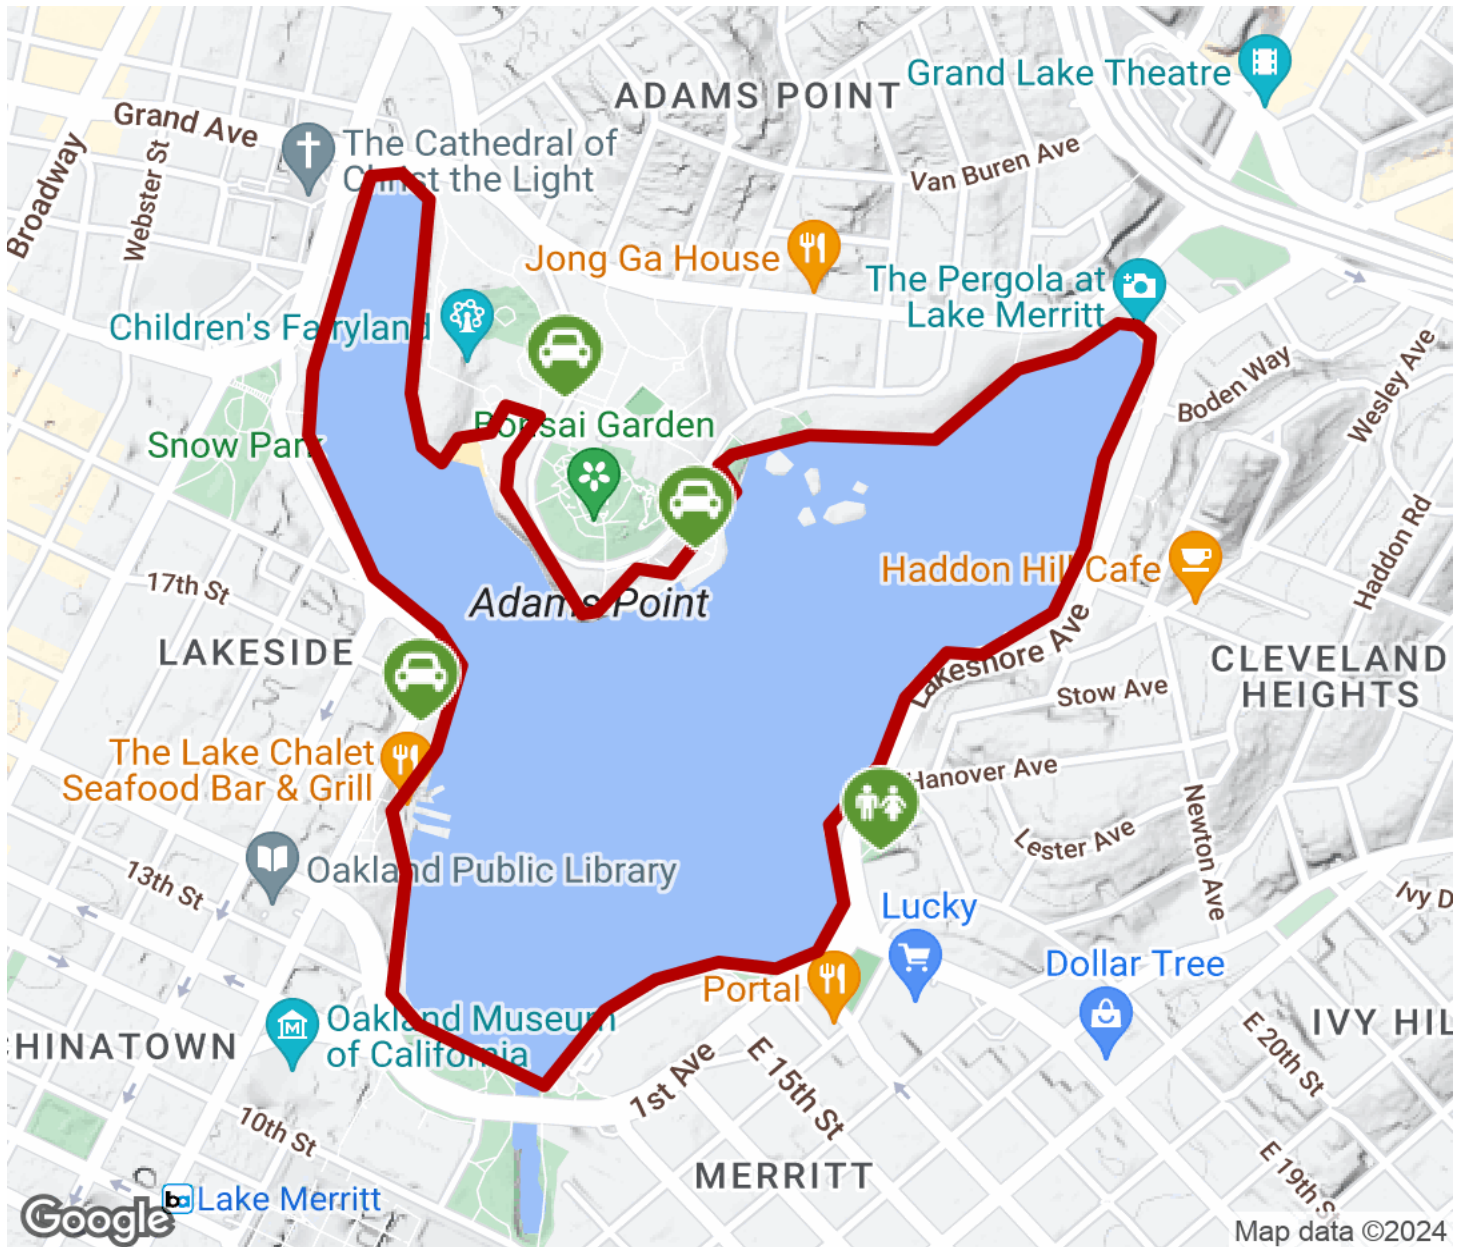 Grand Lake Theatre
ADAMS POINT
Grand Ave
Broadway
Webster St
The Cathedral of
Christ the Light
Van Buren Ave
Jong Ga House
The Pergola at
Lake Merritt
Children's Fairyland
Boden Way
Wesley Ave
Snow Park
Bonsai Garden
Haddon Rd
Haddon Hill Cafe
17th St
Adams Point
LAKESIDE
Lakeshore Ave
CLEVELAND
HEIGHTS
Stow Ave
The Lake Chalet
Seafood Bar & Grill
Hanover Ave
Newton Ave
Lester Ave
13th St
Oakland Public Library
Ivy D
Lucky
Dollar Tree
Portal
Oakland Museum
of California
HINATOWN
IVY HIL
E 20th St
1st Ave
E 15th St
10th St
MERRITT
E 19th St
ba Lake Merritt
Google
Map data ©2024